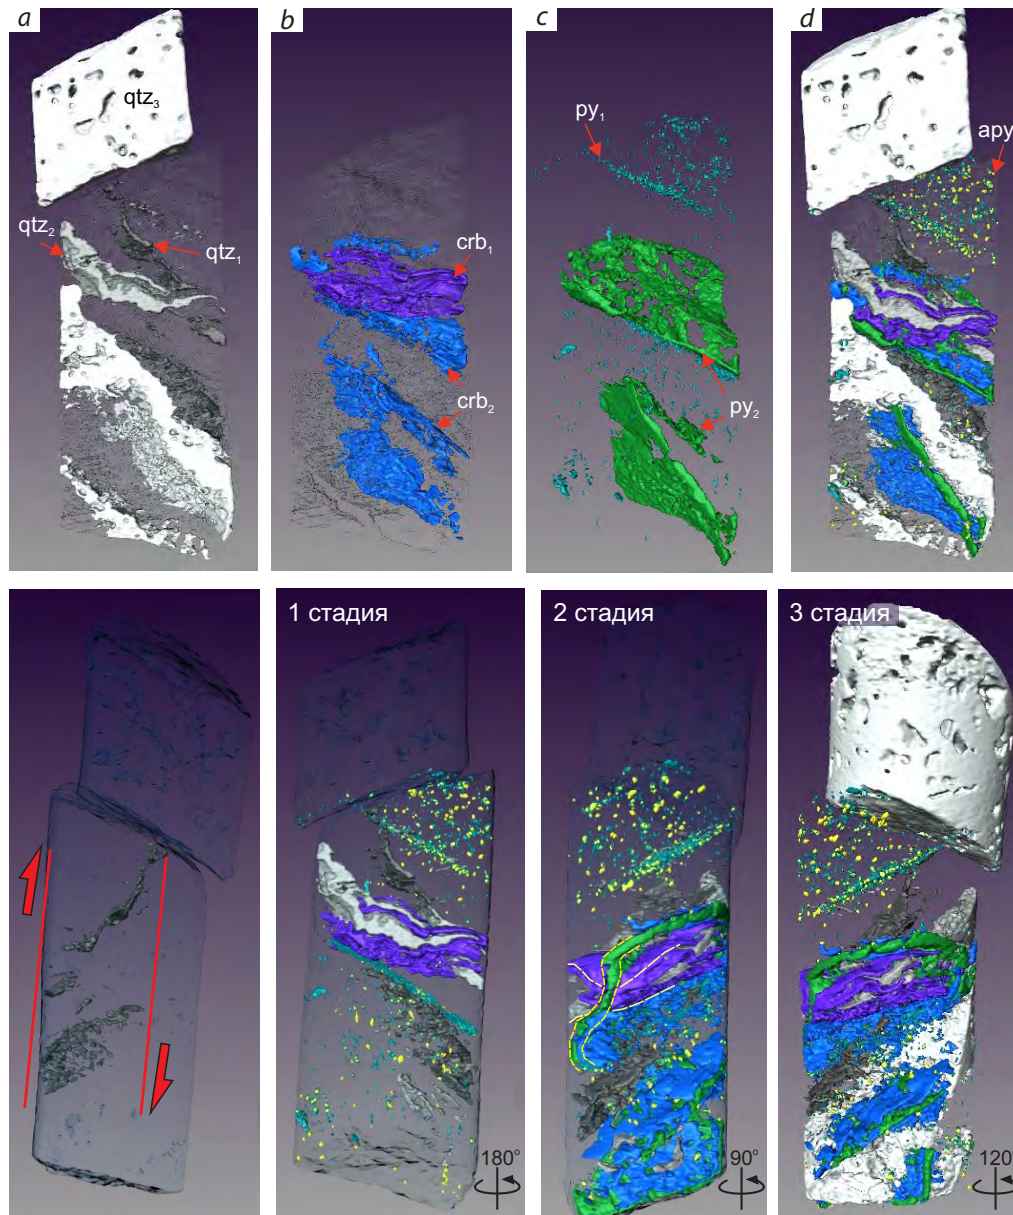 a
b
c
d
qtz3
py1
apy
qtz2
qtz1
crb1
crb2
py2
1 стадия
2 стадия
3 стадия
180°
90°
120°